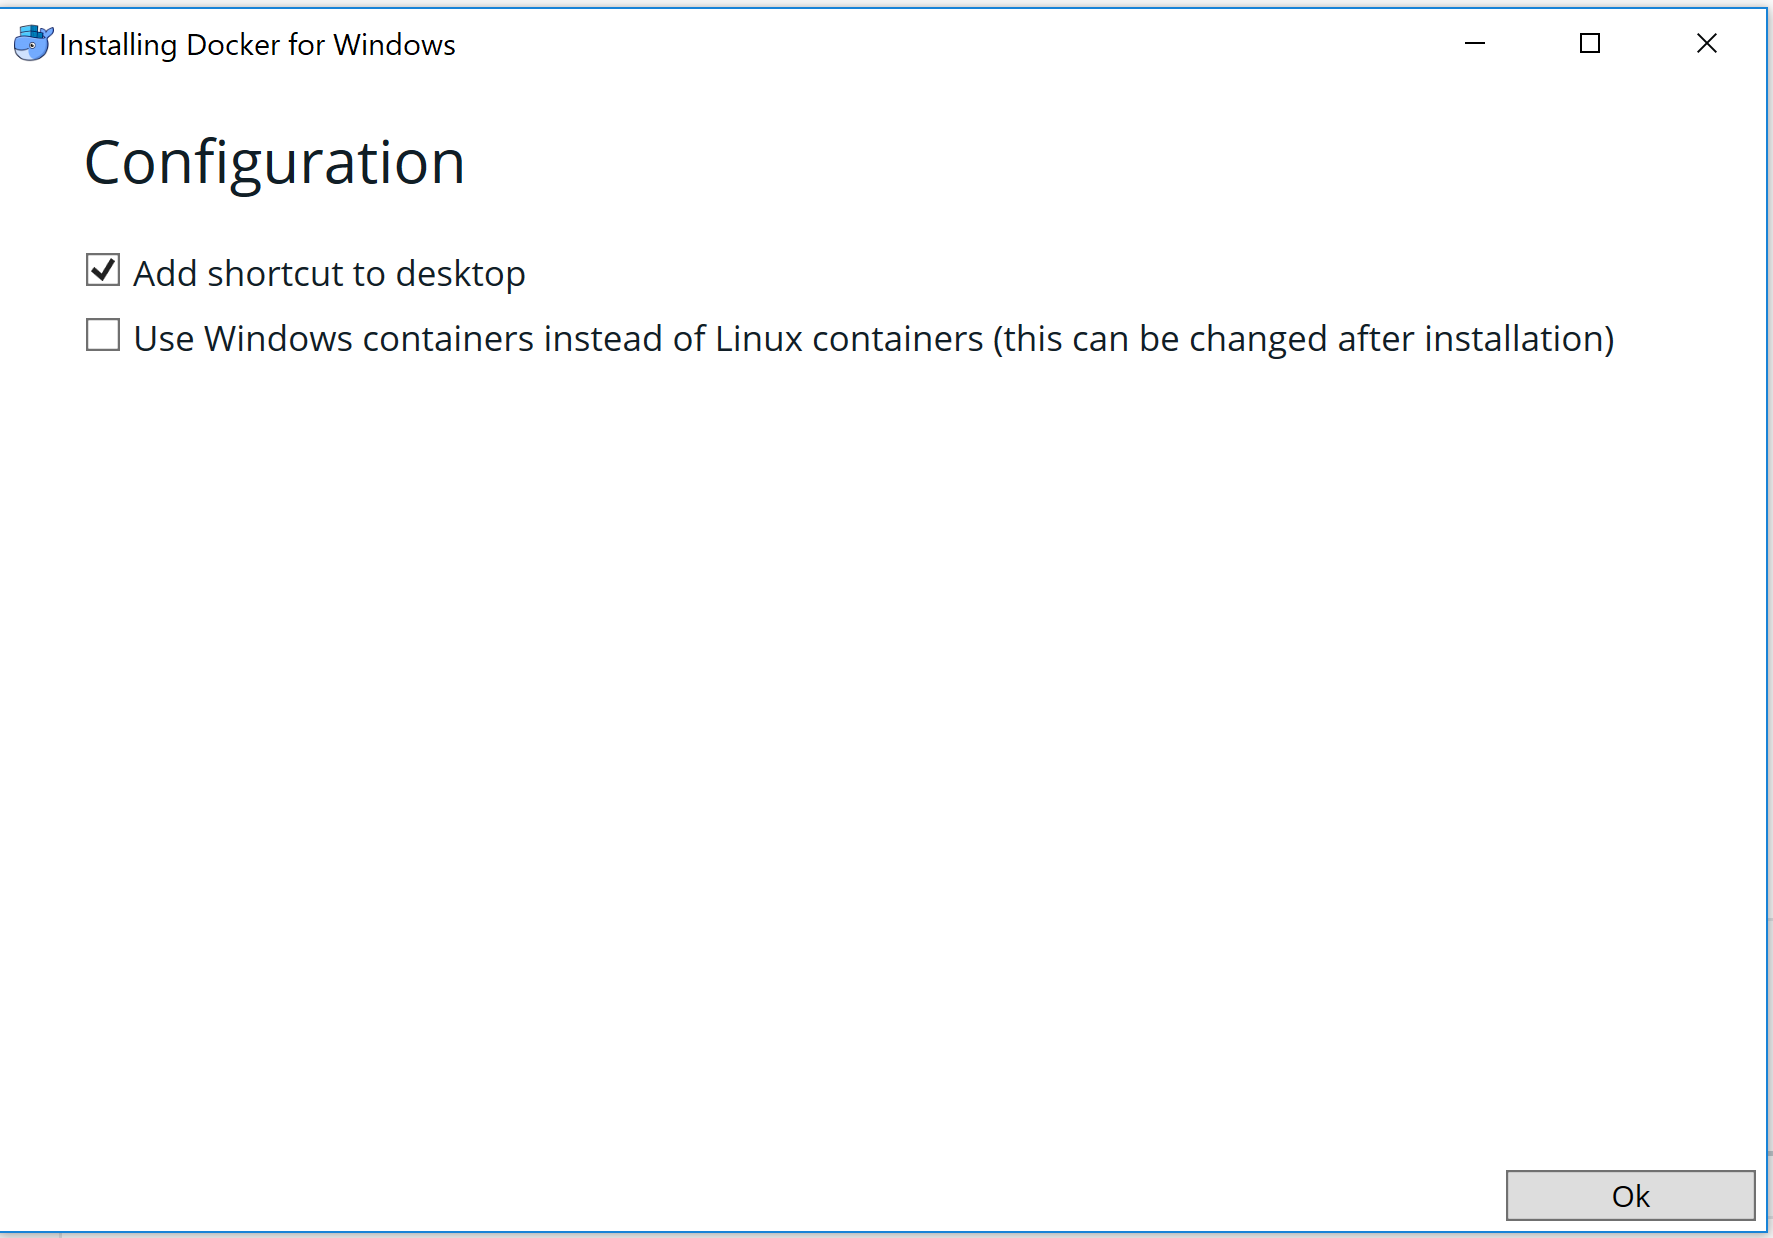 Installing Docker for Windows
Configuration
Add shortcut to desktop
Use Windows containers instead of Linux containers (this can be changed after installation)
Ok